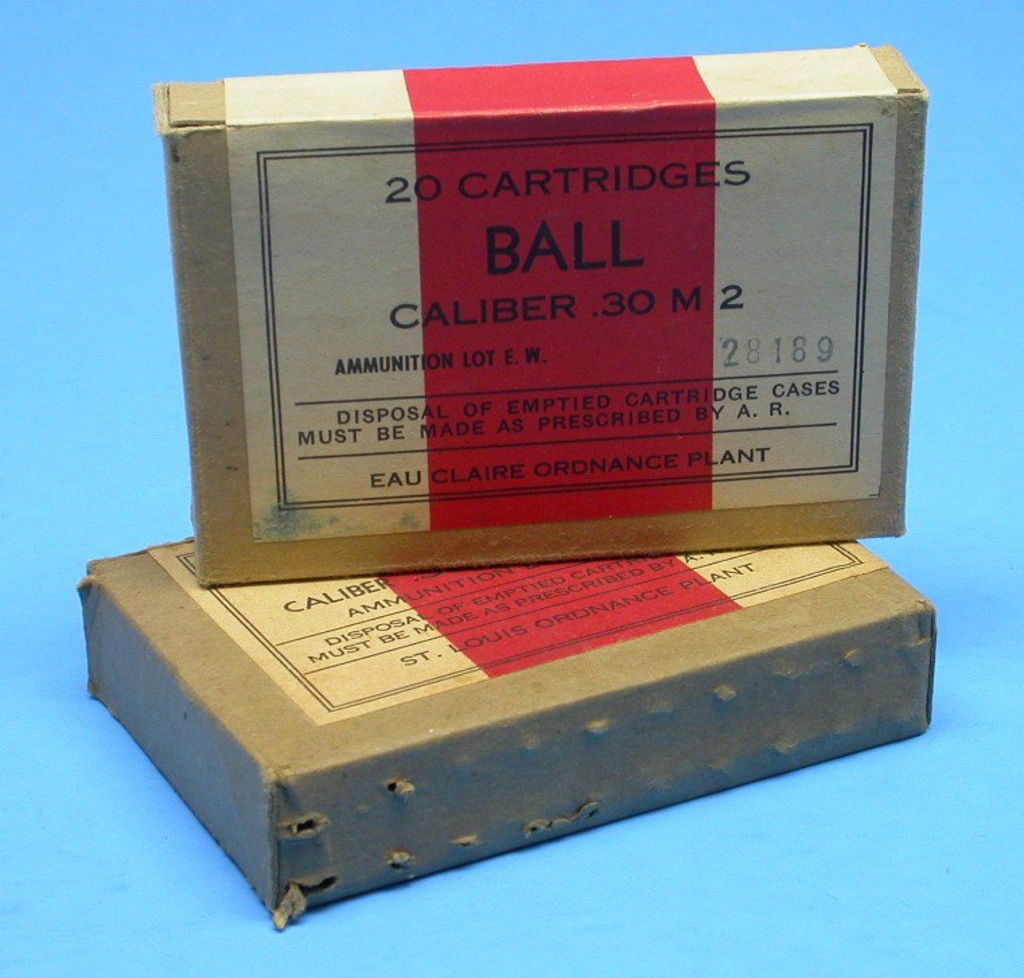 20 CARTRIDGES
BALL
CALIBER .30 M 2
AMMUNITION LOT E. W. 28189
DISPOSAL OF EMPTIED CARTRIDGE CASES
MUST BE MADE AS PRESCRIBED BY A. R.
EAU CLAIRE ORDNANCE PLANT
CALIBER
AMMUNITION
DISPOSAL OF EMPTIED
MUST BE MADE AS PRESCRIBED BY
ST. LOUIS ORDNANCE PLANT